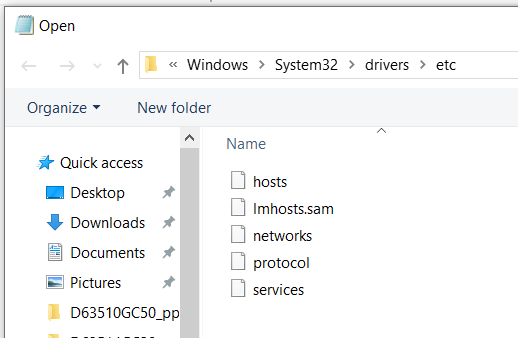 Open
« Windows > System32 > drivers > etc
Organize New folder
Name
Quick access
Desktop
Downloads
Documents
Pictures
D63510GC50_pp
hosts
lmhosts.sam
networks
protocol
services